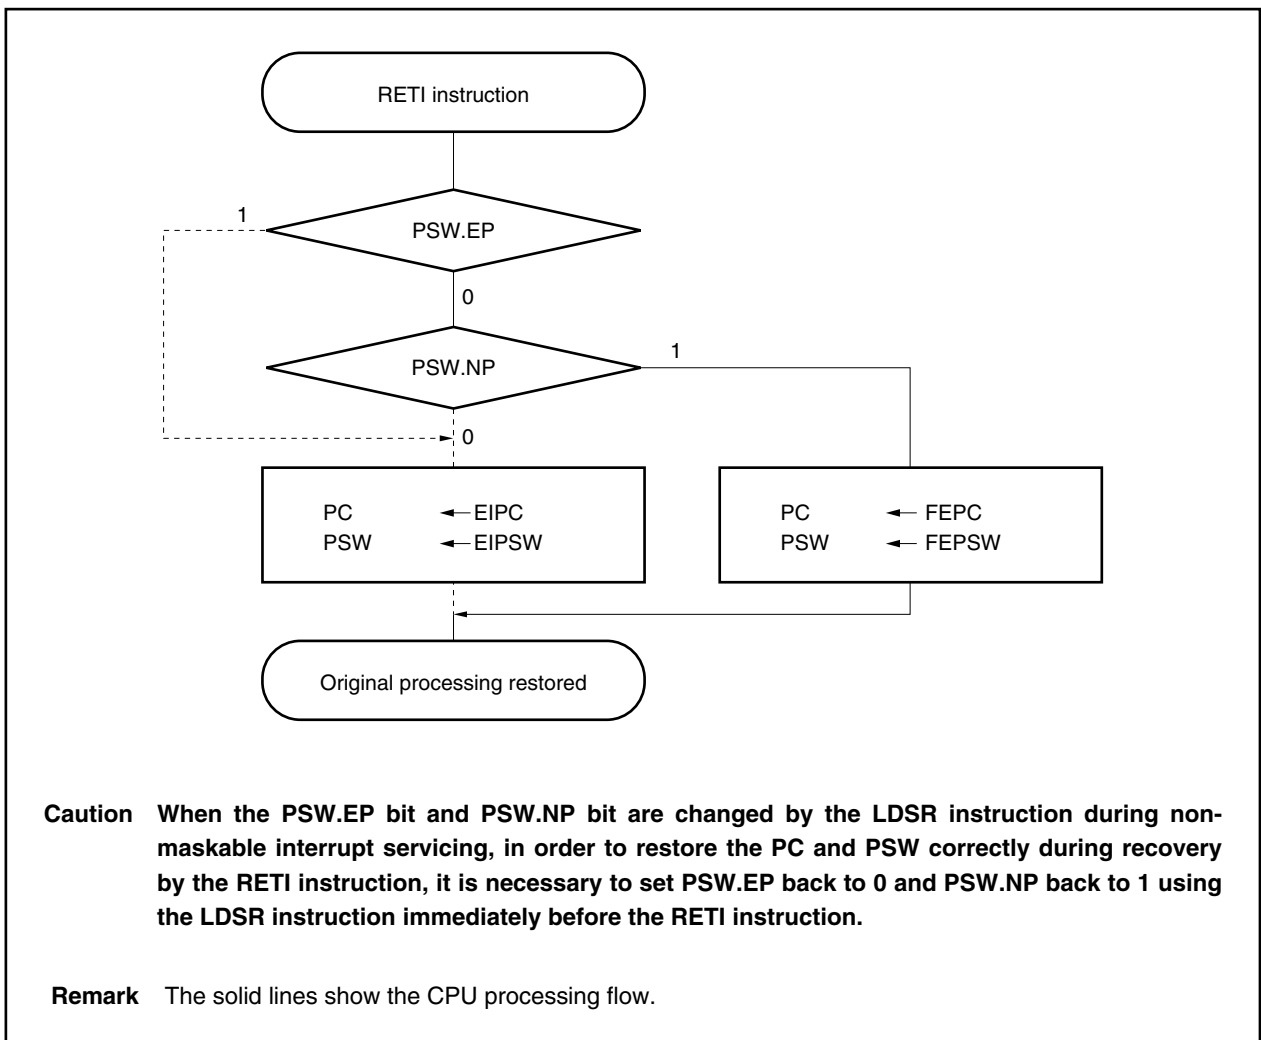 RETI instruction
1
PSW.EP
0
PSW.NP
1
0
PC ← EIPC
PSW ← EIPSW
PC ← FEPC
PSW ← FEPSW
Original processing restored
Caution When the PSW.EP bit and PSW.NP bit are changed by the LDSR instruction during non-
maskable interrupt servicing, in order to restore the PC and PSW correctly during recovery
by the RETI instruction, it is necessary to set PSW.EP back to 0 and PSW.NP back to 1 using
the LDSR instruction immediately before the RETI instruction.
Remark The solid lines show the CPU processing flow.